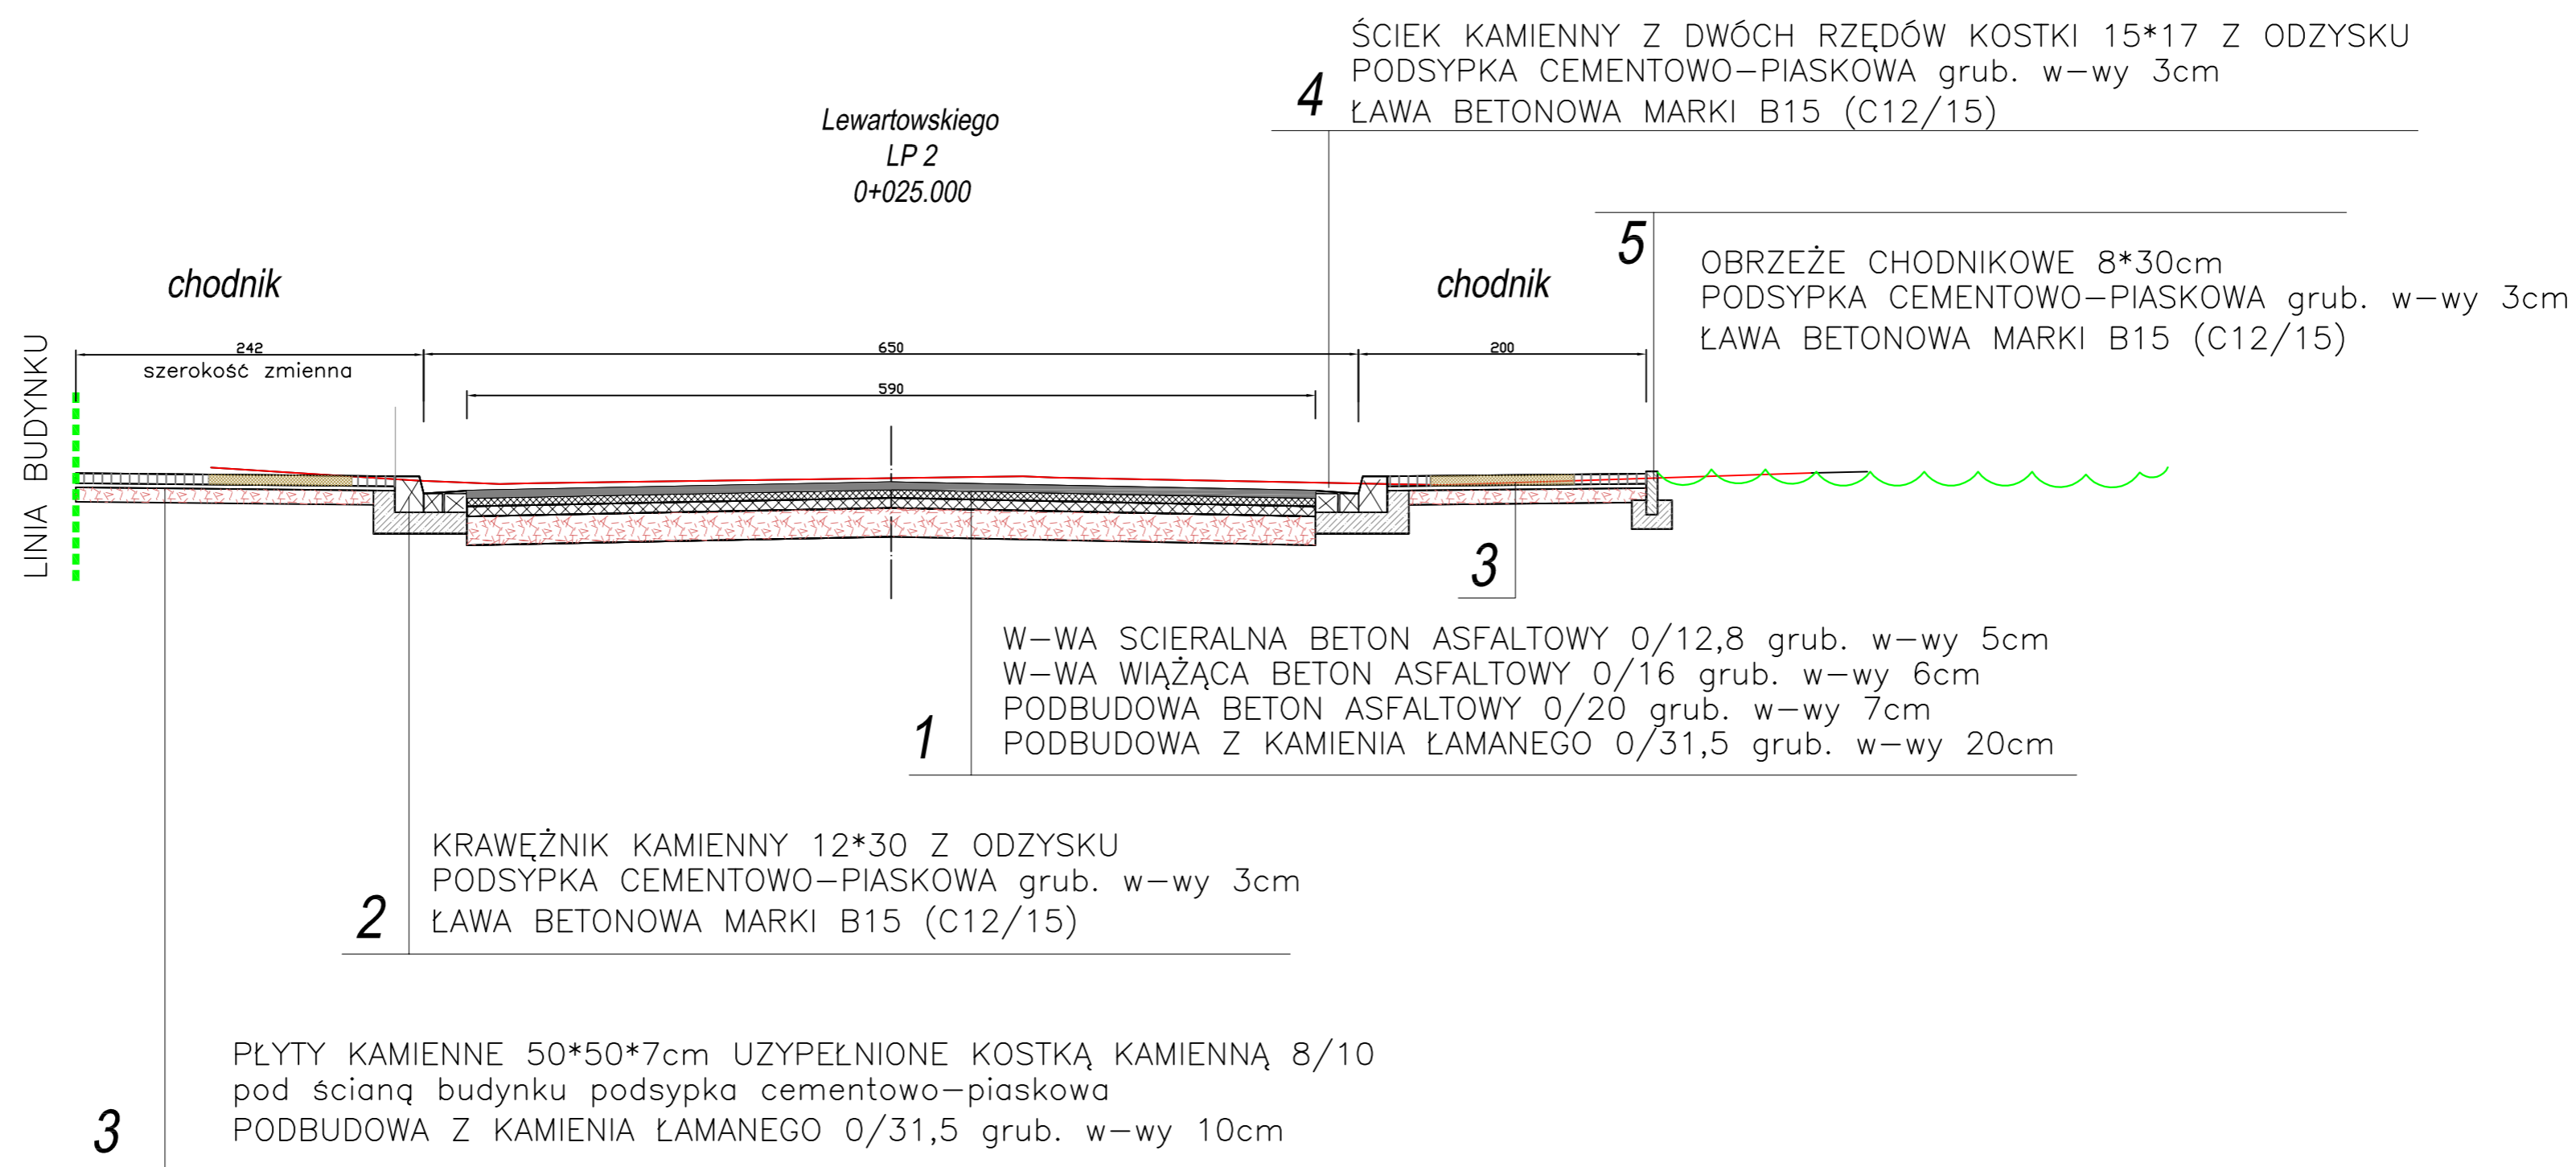 ŚCIEK KAMIENNY Z DWÓCH RZĘDÓW KOSTKI 15*17 Z ODZYSKU
PODSYPKA CEMENTOWO-PIASKOWA grub. w-wy 3cm
4
ŁAWA BETONOWA MARKI B15 (C12/15)
Lewartowskiego
LP 2
0+025.000
5
OBRZEŻE CHODNIKOWE 8*30cm
PODSYPKA CEMENTOWO-PIASKOWA grub. w-wy 3cm
ŁAWA BETONOWA MARKI B15 (C12/15)
chodnik
chodnik
LINIA BUDYNKU
242
szerokość zmienna
650
200
590
3
W-WA SCIERALNA BETON ASFALTOWY 0/12,8 grub. w-wy 5cm
W-WA WIĄŻĄCA BETON ASFALTOWY 0/16 grub. w-wy 6cm
PODBUDOWA BETON ASFALTOWY 0/20 grub. w-wy 7cm
1
PODBUDOWA Z KAMIENIA ŁAMANEGO 0/31,5 grub. w-wy 20cm
KRAWĘŻNIK KAMIENNY 12*30 Z ODZYSKU
PODSYPKA CEMENTOWO-PIASKOWA grub. w-wy 3cm
2
ŁAWA BETONOWA MARKI B15 (C12/15)
PŁYTY KAMIENNE 50*50*7cm UZYPEŁNIONE KOSTKĄ KAMIENNĄ 8/10
pod ścianą budynku podsypka cementowo-piaskowa
3
PODBUDOWA Z KAMIENIA ŁAMANEGO 0/31,5 grub. w-wy 10cm